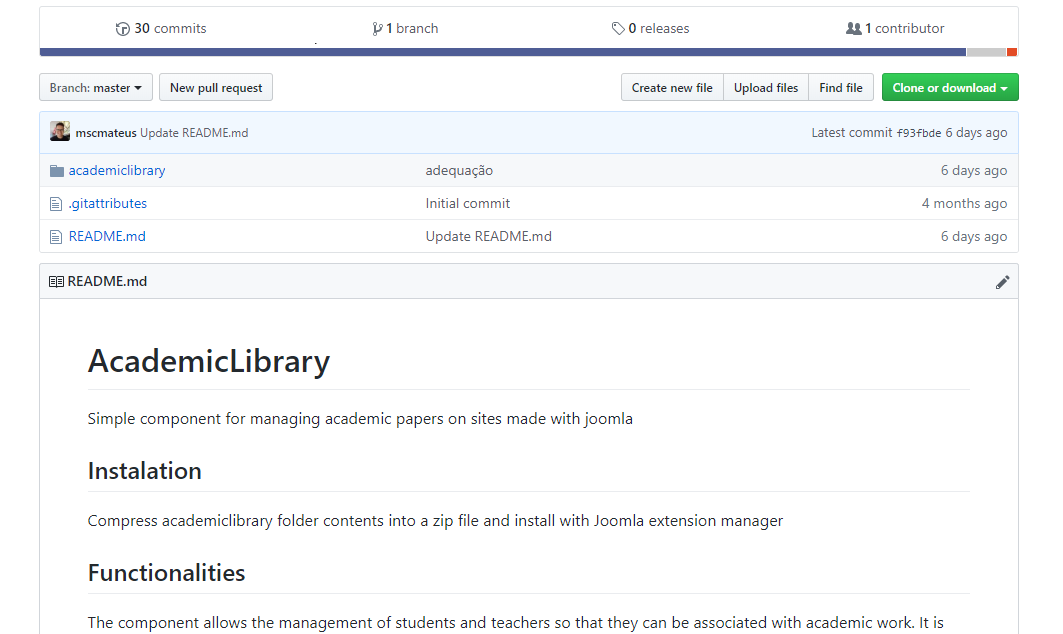 30 commits 1 branch 0 releases 1 contributor
Branch: master New pull request Create new file Upload files Find file Clone or download
mscmateus Update README.md Latest commit f93fbde 6 days ago
academiclibrary adequação 6 days ago
.gitattributes Initial commit 4 months ago
README.md Update README.md 6 days ago
README.md
AcademicLibrary
Simple component for managing academic papers on sites made with joomla
Instalation
Compress academiclibrary folder contents into a zip file and install with Joomla extension manager
Functionalities
The component allows the management of students and teachers so that they can be associated with academic work. It is